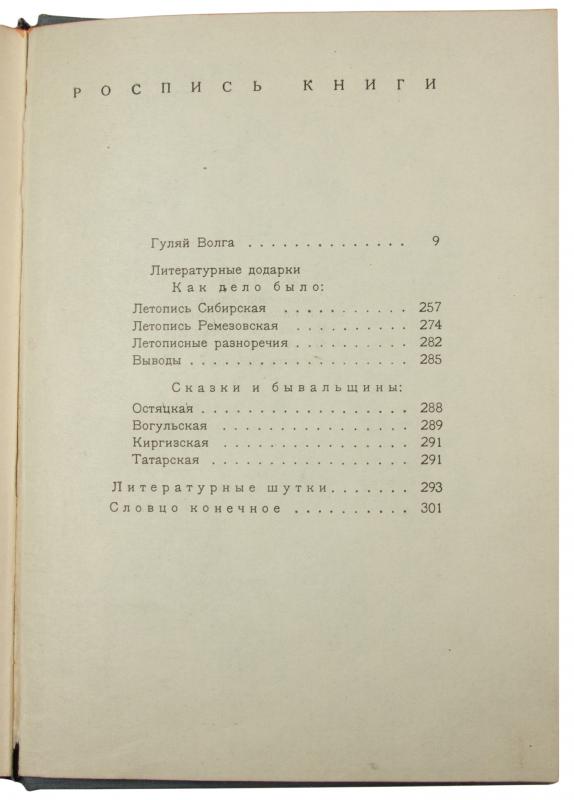 РОСПИСЬ КНИГИ
Гуляй Волга . . . . . . . . . . . . . . 9
Литературные додарки
Как дело было:
Летопись Сибирская . . . . . . . . . . . 257
Летопись Ремезовская . . . . . . . . . . 274
Летописные разноречия . . . . . . . . . . 282
Выводы . . . . . . . . . . . . . . . . . . . 285
Сказки и бывальщины:
Остяцкая . . . . . . . . . . . . . . . . . . 288
Вогульская . . . . . . . . . . . . . . . . . 289
Киргизская . . . . . . . . . . . . . . . . 291
Татарская . . . . . . . . . . . . . . . . . 291
Литературные шутки . . . . . . . 293
Словцо конечное . . . . . . . . . . 301